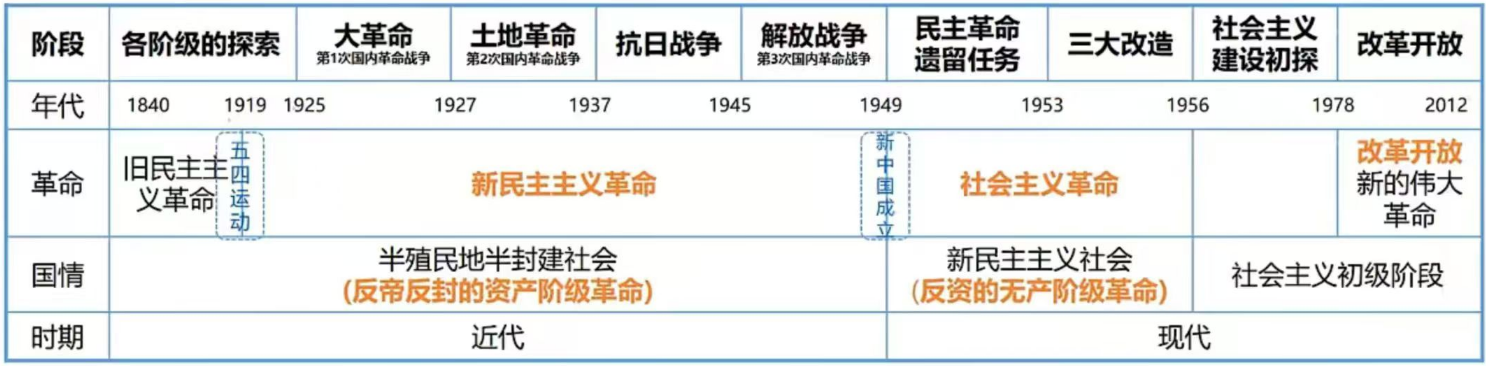 阶段 各阶级的探索 大革命 土地革命 抗日战争 解放战争 民主革命 三大改造 社会主义 改革开放
第1次国内革命战争 第2次国内革命战争 第3次国内革命战争 遗留任务 建设初探
年代 1840 1919 1925 1927 1937 1945 1949 1953 1956 1978 2012
革命
旧民主主
义革命
五
四
运
动
新民主主义革命
新
中
国
成
立
社会主义革命
改革开放
新的伟大
革命
国情
半殖民地半封建社会
(反帝反封的资产阶级革命)
新民主主义社会
(反资的无产阶级革命)
社会主义初级阶段
时期 近代 现代